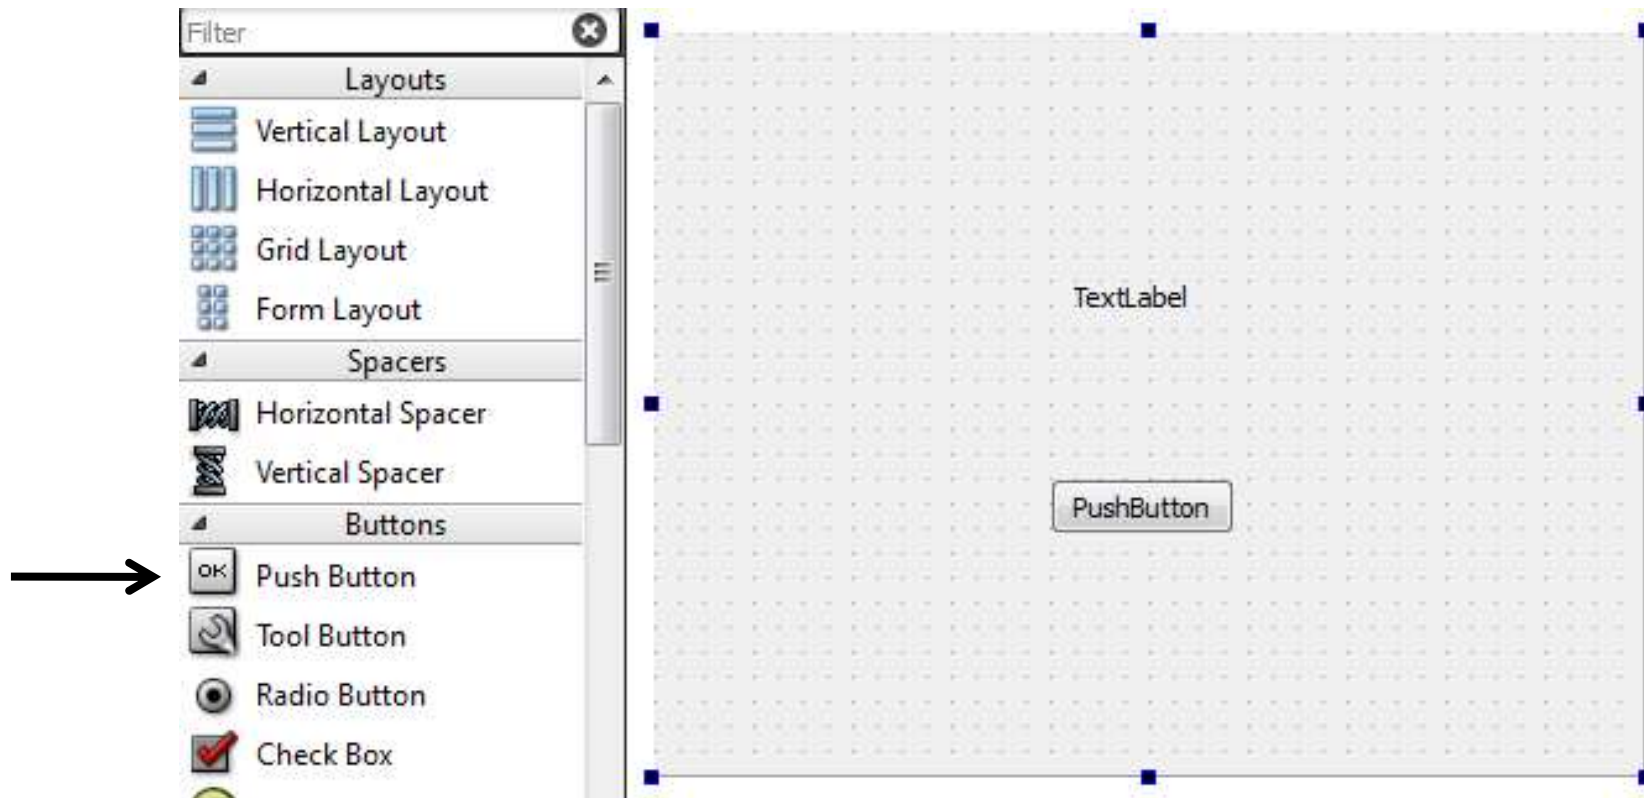 Filter
Layouts
Vertical Layout
Horizontal Layout
Grid Layout
Form Layout
Spacers
Horizontal Spacer
Vertical Spacer
Buttons
OK Push Button
Tool Button
Radio Button
Check Box
TextLabel
PushButton